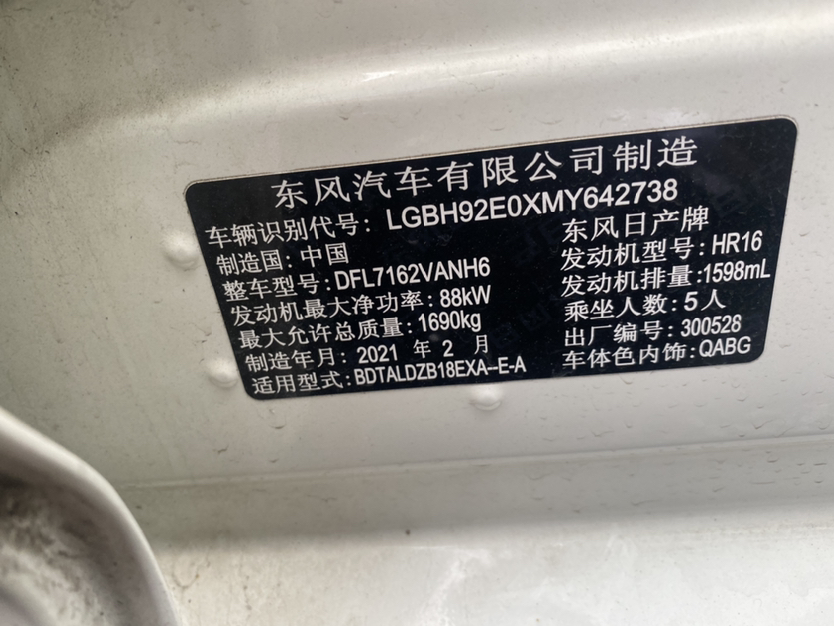 东风汽车有限公司制造
车辆识别代号：LGBH92E0XMY642738
制造国：中国 东风日产牌
整车型号：DFL7162VANH6 发动机型号：HR16
发动机最大净功率：88kW 发动机排量：1598mL
最大允许总质量：1690kg 乘坐人数：5人
制造年月：2021 年 2 月 出厂编号：300528
适用型式：BDTALDZB18EXA--E-A 车体色内饰：QABG